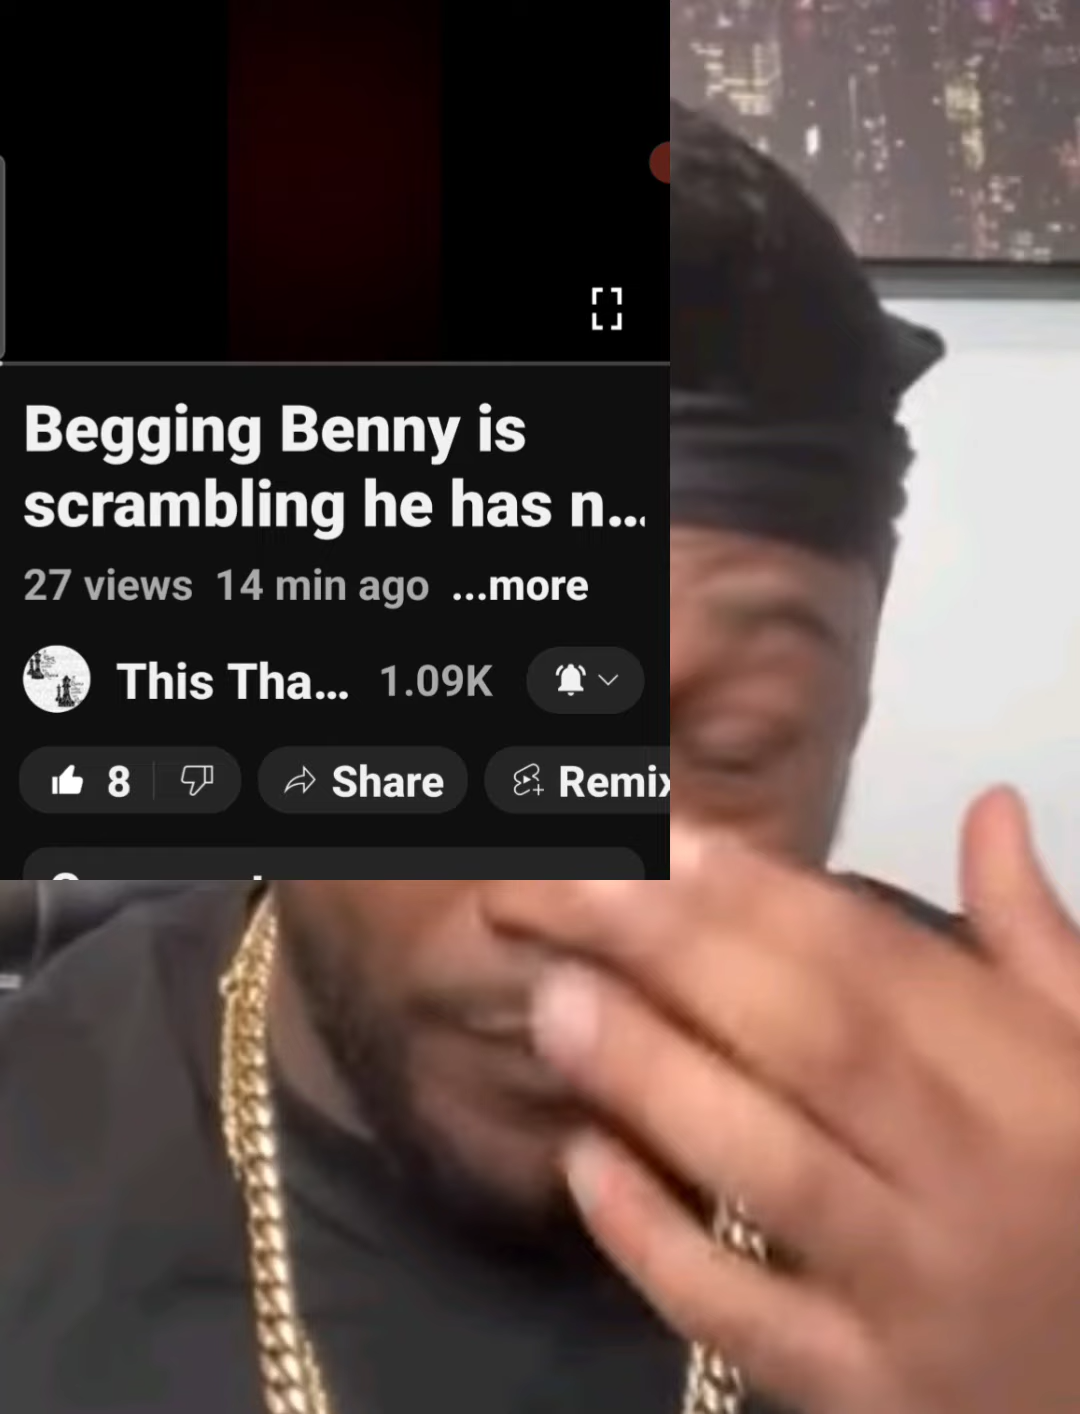 Begging Benny is
scrambling he has n...
27 views 14 min ago ...more
This Tha... 1.09K
8 Share Remix